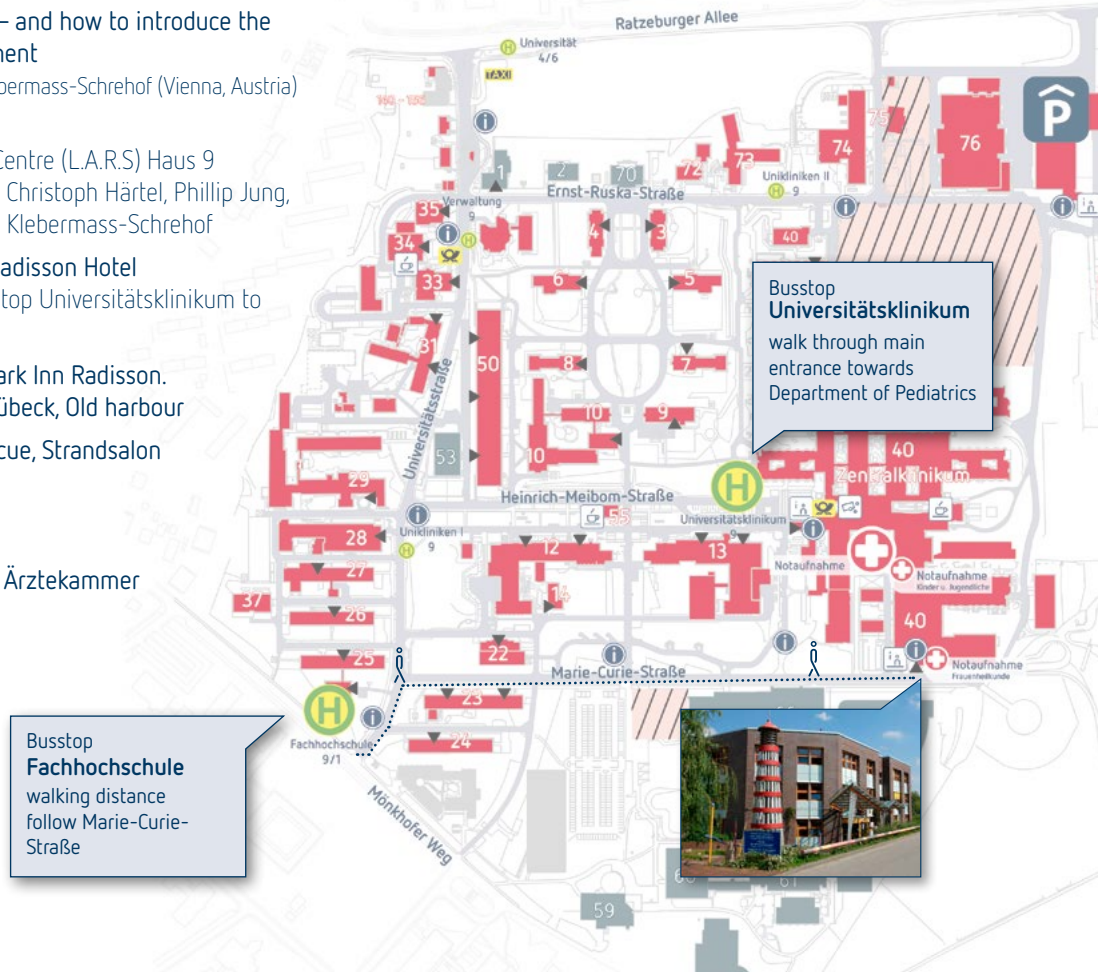 – and how to introduce the
ment
bermass-Schrehof (Vienna, Austria)
Centre (L.A.R.S) Haus 9
Christoph Härtel, Phillip Jung,
Klebermass-Schrehof
adisson Hotel
top Universitätsklinikum to
ark Inn Radisson.
übeck, Old harbour
cue, Strandsalon
Ärztekammer
Ratzeburger Allee
H
Universität
4/6
TAXI
P
75
76
74
73
72
70
2
1
Unikliniken II
9
Ernst-Ruska-Straße
Verwaltung
9
35
34
33
4
3
40
6
5
31
50
8
7
10
9
10
53
Universitätsstraße
Busstop
Universitätsklinikum
walk through main
entrance towards
Department of Pediatrics
40
Zentralklinikum
29
Heinrich-Meibom-Straße
H
55
Universitätsklinikum
9
28
Unikliniken I
9
12
13
Notaufnahme
Notaufnahme
Kinder u. Jugendliche
27
14
37
26
40
25
22
Marie-Curie-Straße
Notaufnahme
Frauenheilkunde
23
H
Fachhochschule
9/1
24
Mönkhofer Weg
Busstop
Fachhochschule
walking distance
follow Marie-Curie-
Straße
61
59